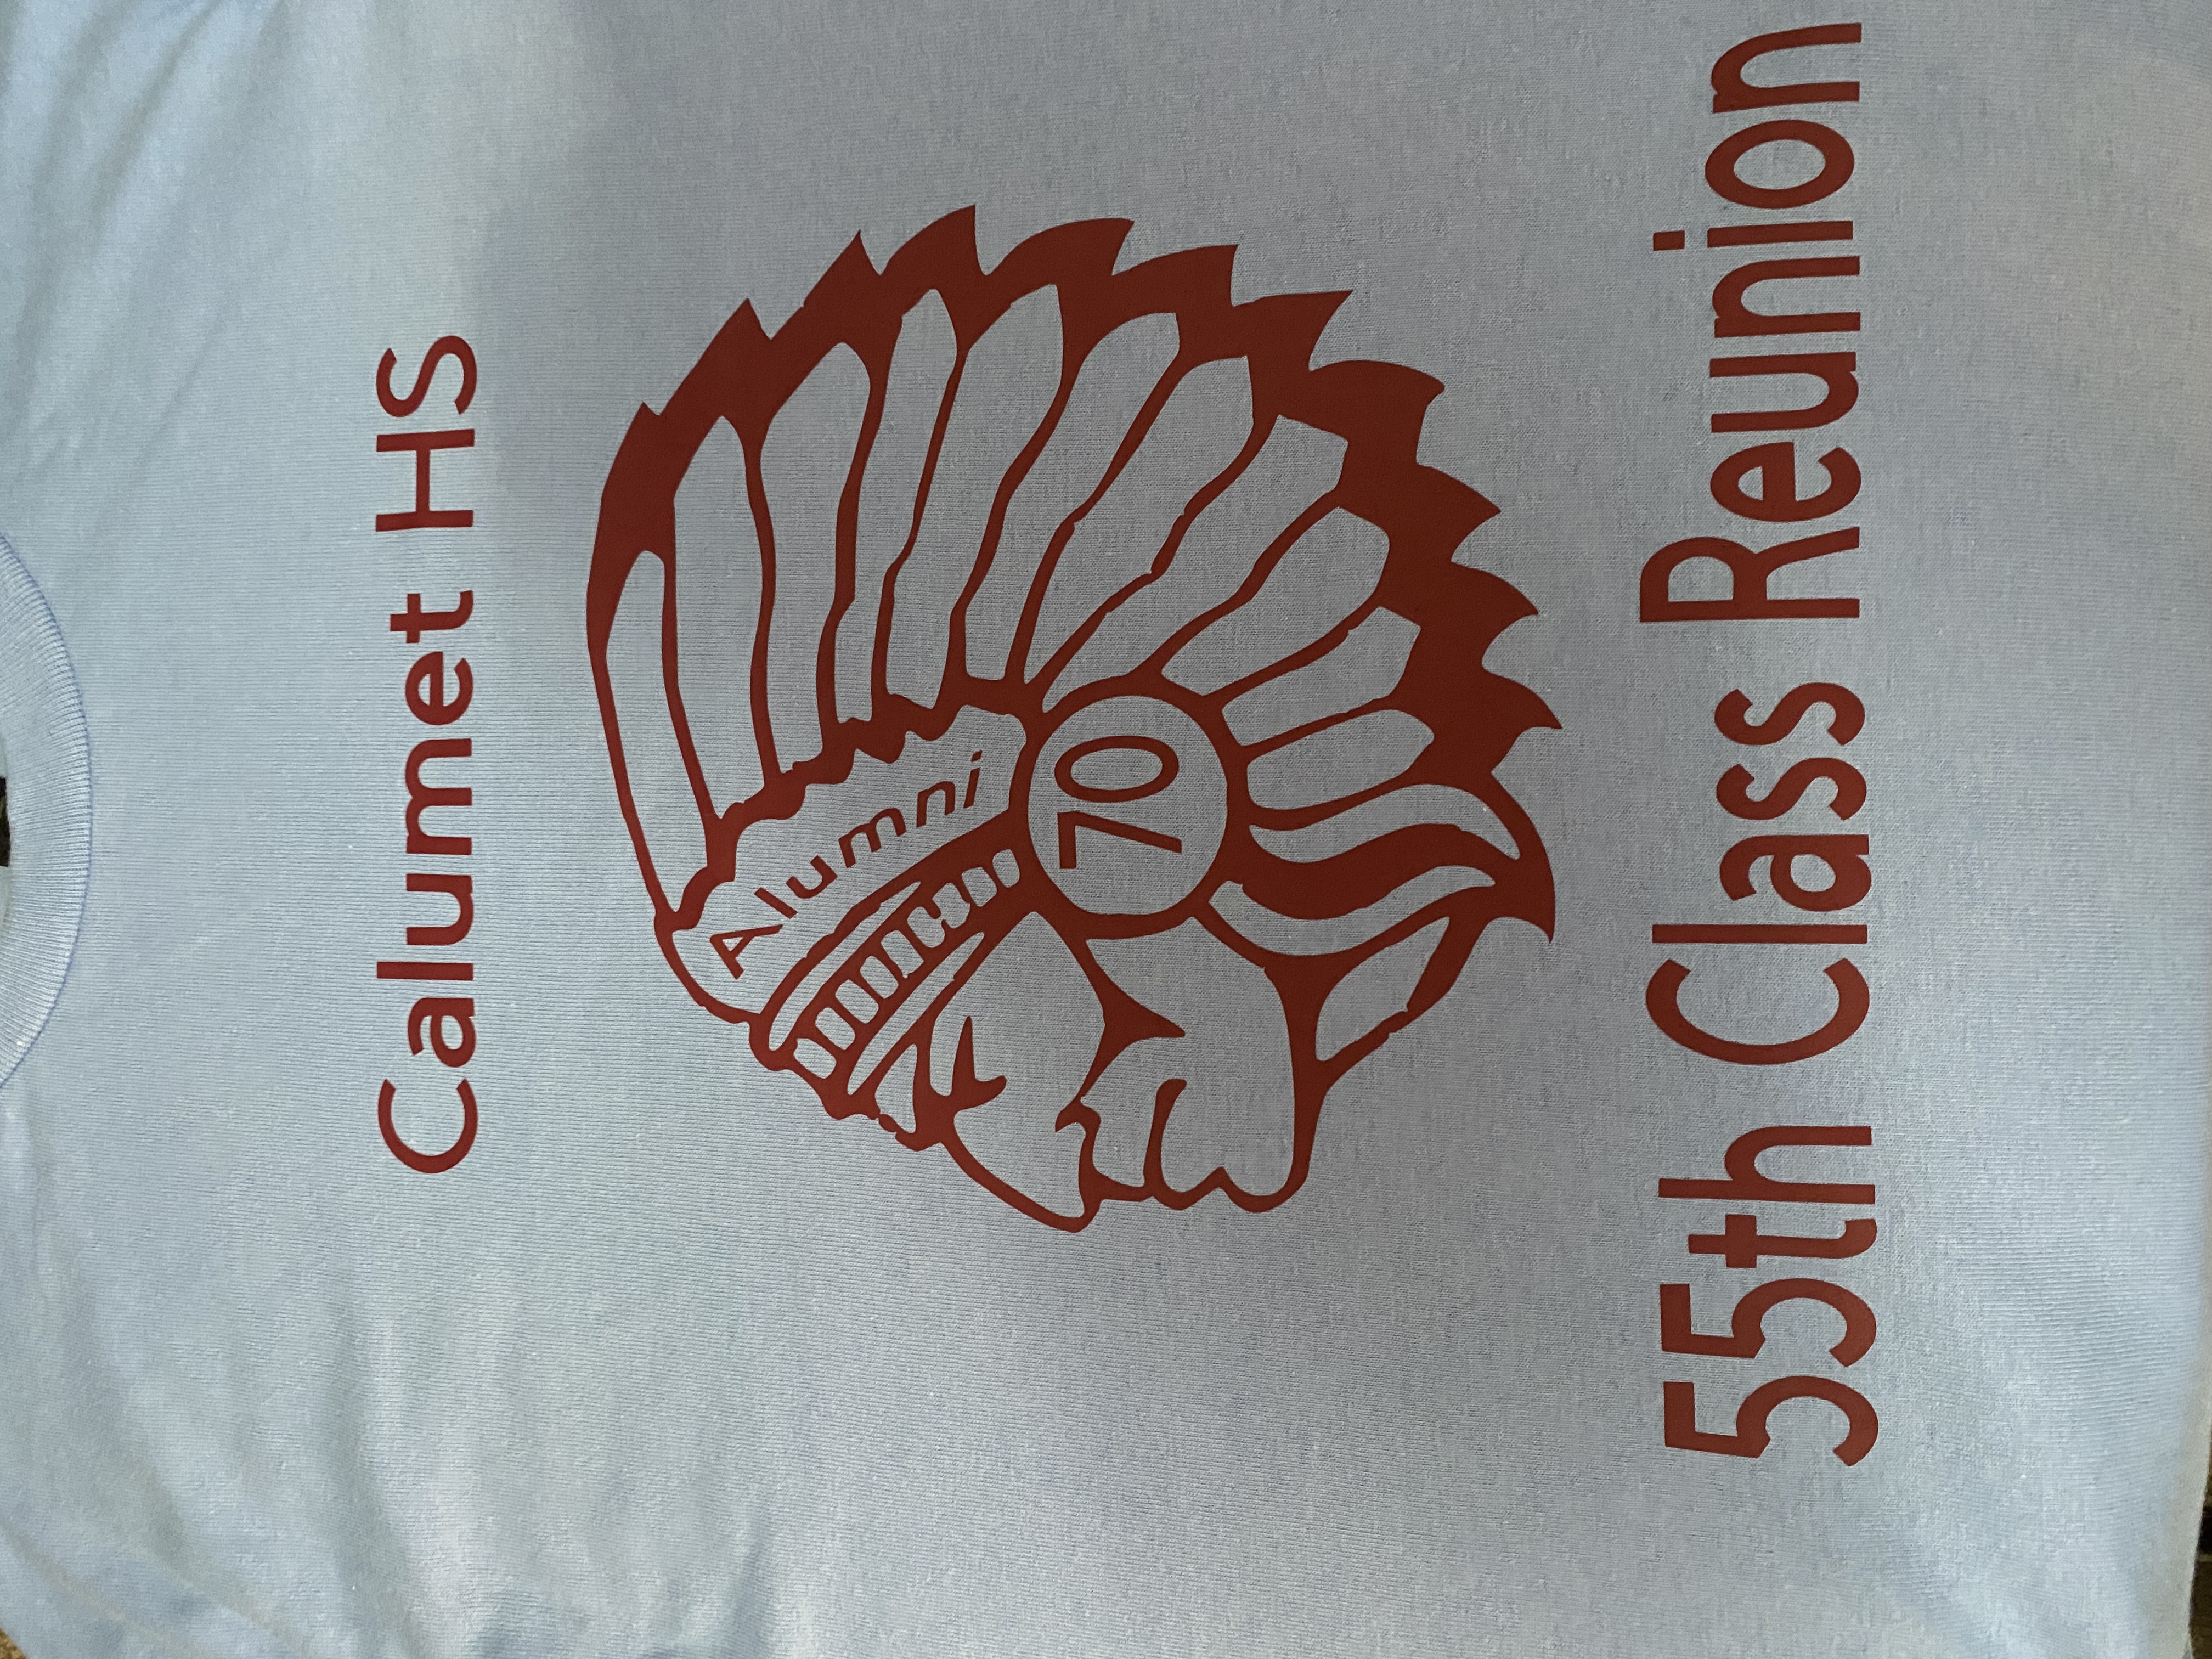 Calumet HS
Alumni
70
55th Class Reunion